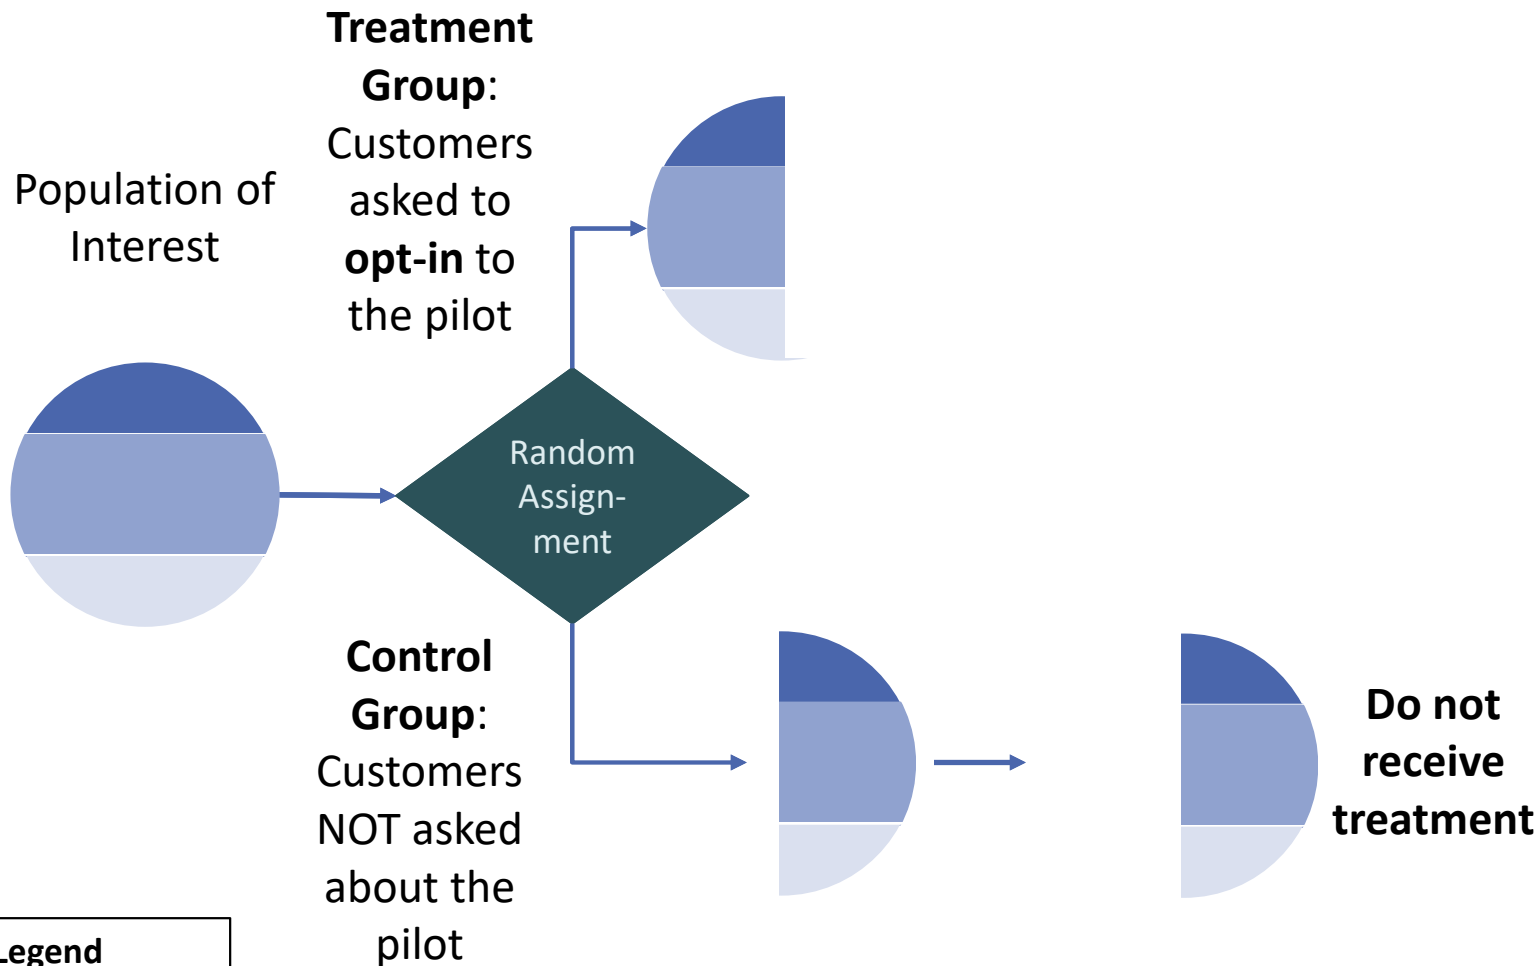 Population of
Interest
Treatment
Group:
Customers
asked to
opt-in to
the pilot
Random
Assign-
ment
Control
Group:
Customers
NOT asked
about the
pilot
Do not
receive
treatment
Legend